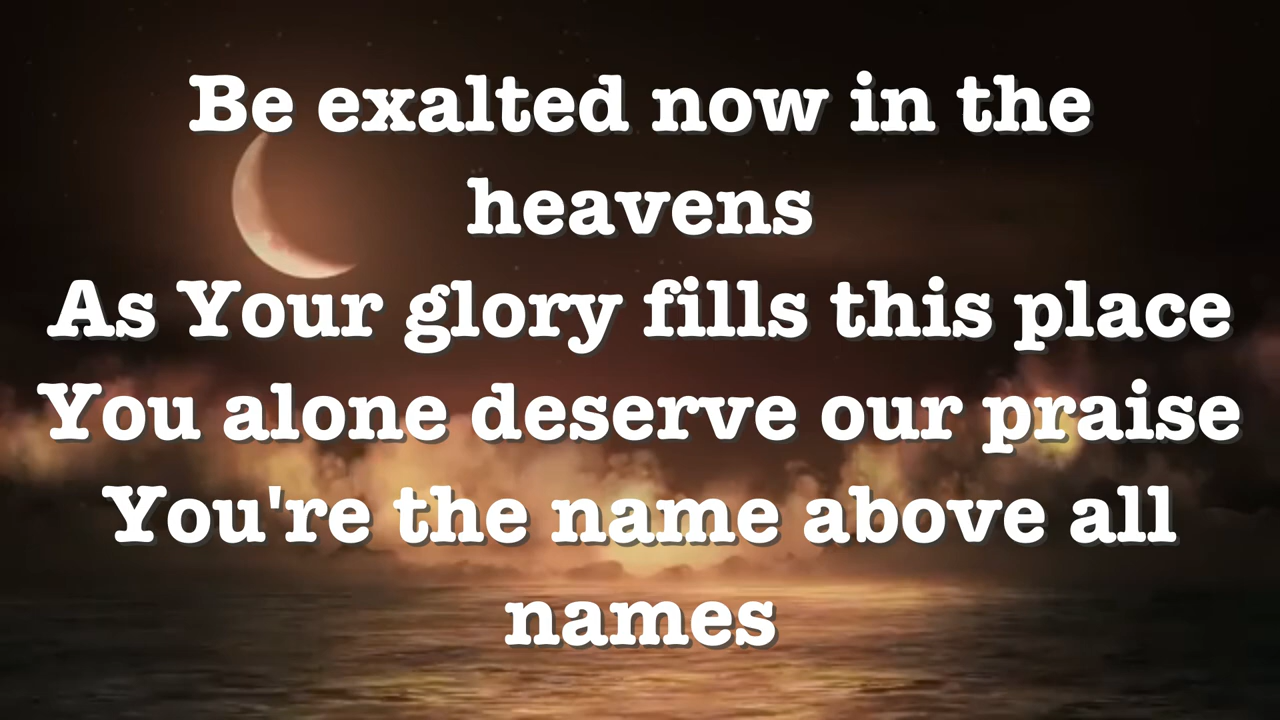 Be exalted now in the
heavens
As Your glory fills this place
You alone deserve our praise
You're the name above all
names